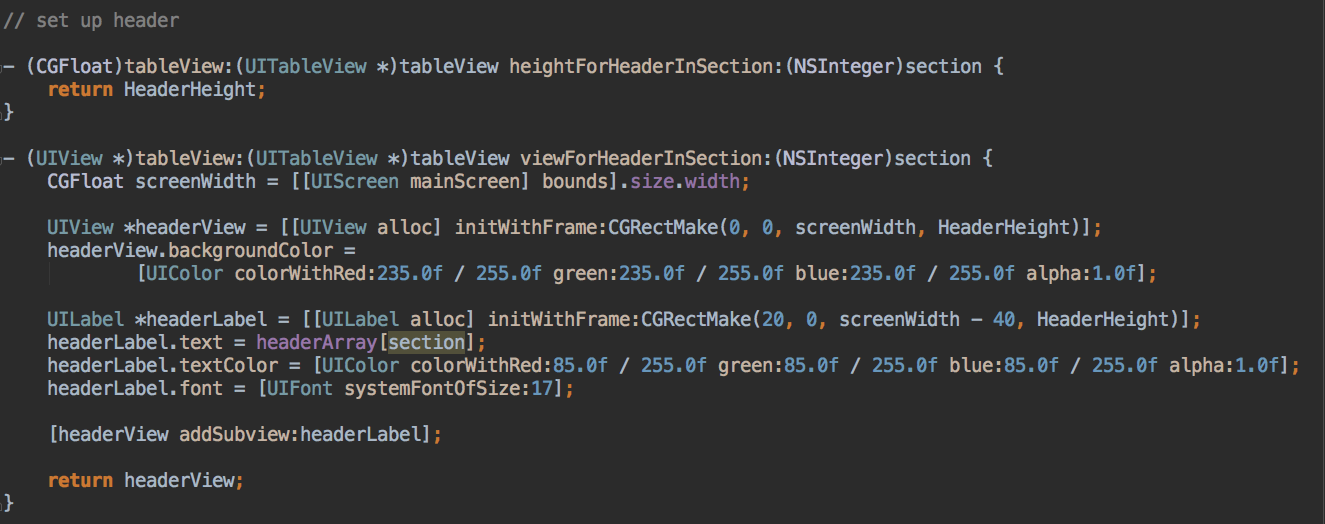 // set up header
- (CGFloat)tableView:(UITableView *)tableView heightForHeaderInSection:(NSInteger)section {
return HeaderHeight;
}
- (UIView *)tableView:(UITableView *)tableView viewForHeaderInSection:(NSInteger)section {
CGFloat screenWidth = [[UIScreen mainScreen] bounds].size.width;
UIView *headerView = [[UIView alloc] initWithFrame:CGRectMake(0, 0, screenWidth, HeaderHeight)];
headerView.backgroundColor =
[UIColor colorWithRed:235.0f / 255.0f green:235.0f / 255.0f blue:235.0f / 255.0f alpha:1.0f];
UILabel *headerLabel = [[UILabel alloc] initWithFrame:CGRectMake(20, 0, screenWidth - 40, HeaderHeight)];
headerLabel.text = headerArray[section];
headerLabel.textColor = [UIColor colorWithRed:85.0f / 255.0f green:85.0f / 255.0f blue:85.0f / 255.0f alpha:1.0f];
headerLabel.font = [UIFont systemFontOfSize:17];
[headerView addSubview:headerLabel];
return headerView;
}